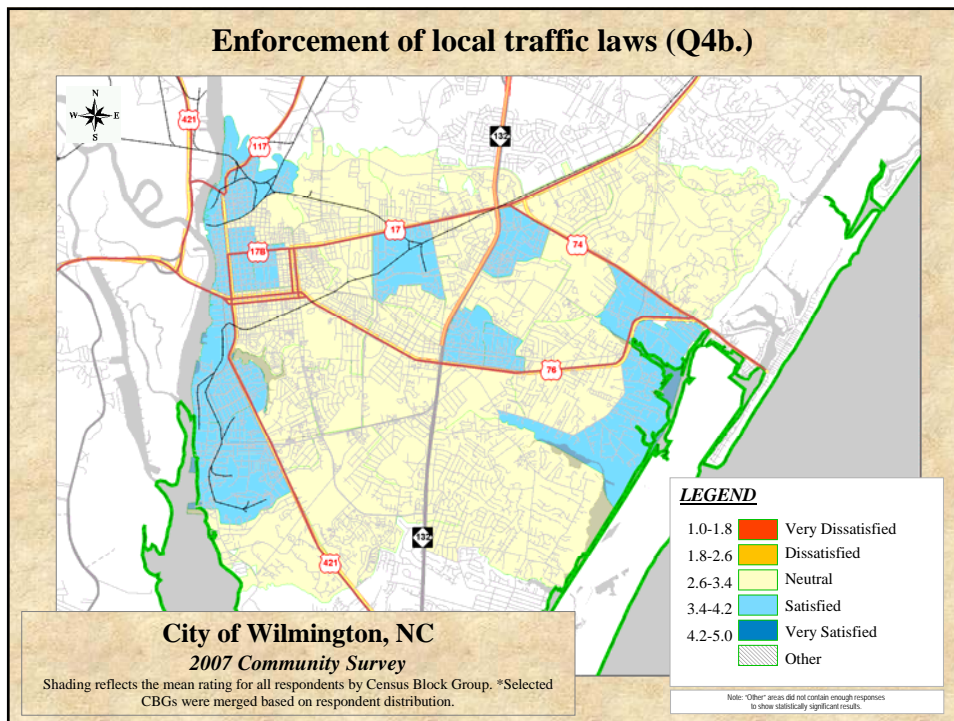 Enforcement of local traffic laws (Q4b.)
N
W E
S
421
117
132
17
17B
74
76
132
421
LEGEND
1.0-1.8 Very Dissatisfied
1.8-2.6 Dissatisfied
2.6-3.4 Neutral
3.4-4.2 Satisfied
4.2-5.0 Very Satisfied
Other
City of Wilmington, NC
2007 Community Survey
Shading reflects the mean rating for all respondents by Census Block Group. *Selected
CBGs were merged based on respondent distribution.
Note: "Other" areas did not contain enough responses
to show statistically significant results.